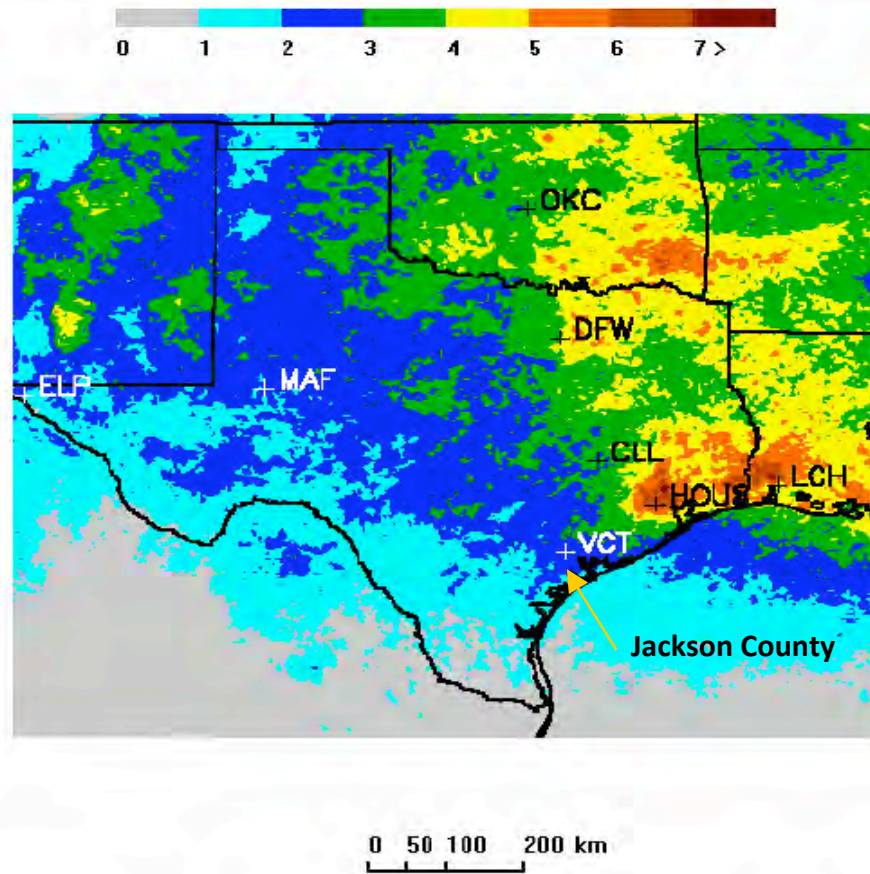 0 1 2 3 4 5 6 7 >
OKC
DFW
ELP MAF
CLL
HOUS LCH
VCT
Jackson County
0 50 100 200 km